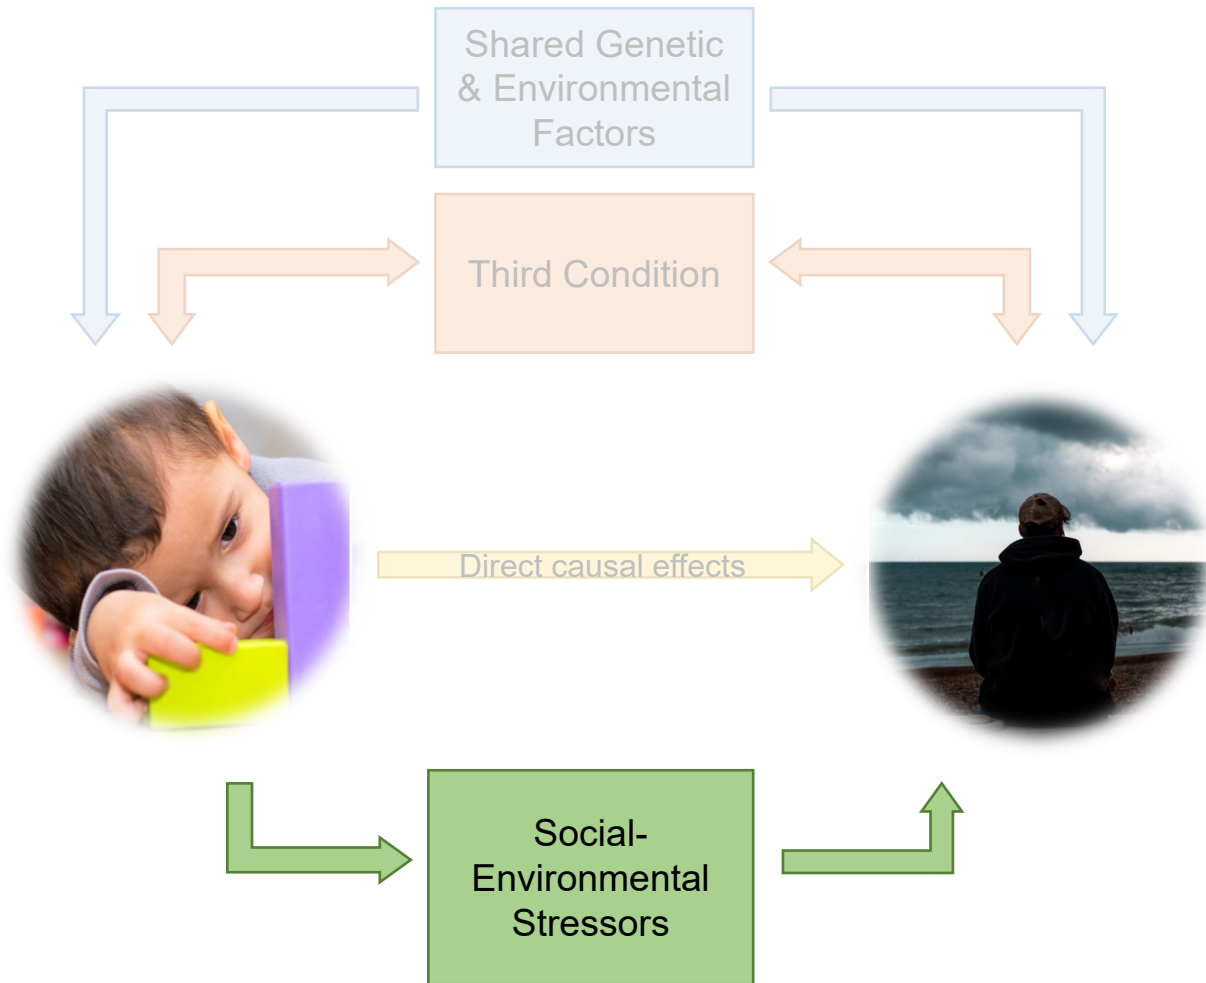 Shared Genetic
& Environmental
Factors
Third Condition
Direct causal effects
Social-
Environmental
Stressors